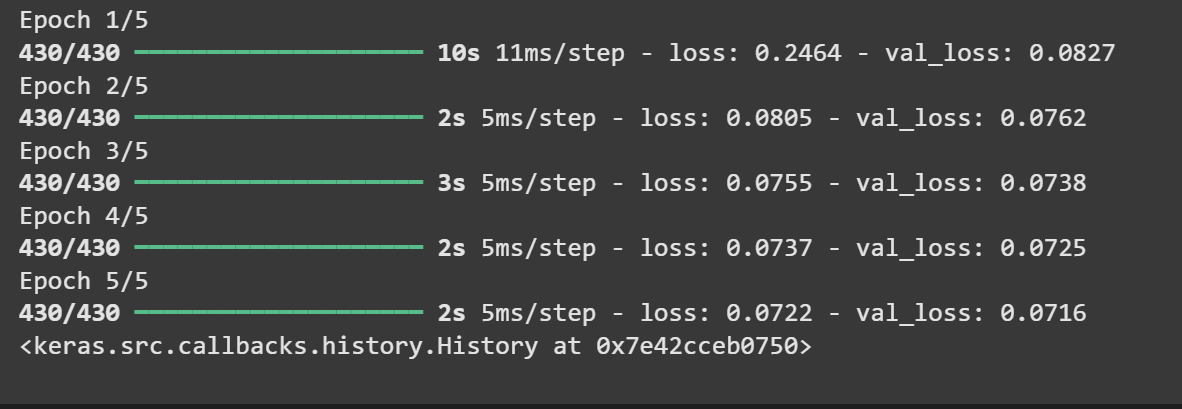 Epoch 1/5
430/430 ━━━━━━━━━━━━━━━━━━━━ 10s 11ms/step - loss: 0.2464 - val_loss: 0.0827
Epoch 2/5
430/430 ━━━━━━━━━━━━━━━━━━━━ 2s 5ms/step - loss: 0.0805 - val_loss: 0.0762
Epoch 3/5
430/430 ━━━━━━━━━━━━━━━━━━━━ 3s 5ms/step - loss: 0.0755 - val_loss: 0.0738
Epoch 4/5
430/430 ━━━━━━━━━━━━━━━━━━━━ 2s 5ms/step - loss: 0.0737 - val_loss: 0.0725
Epoch 5/5
430/430 ━━━━━━━━━━━━━━━━━━━━ 2s 5ms/step - loss: 0.0722 - val_loss: 0.0716
<keras.src.callbacks.history.History at 0x7e42cceb0750>